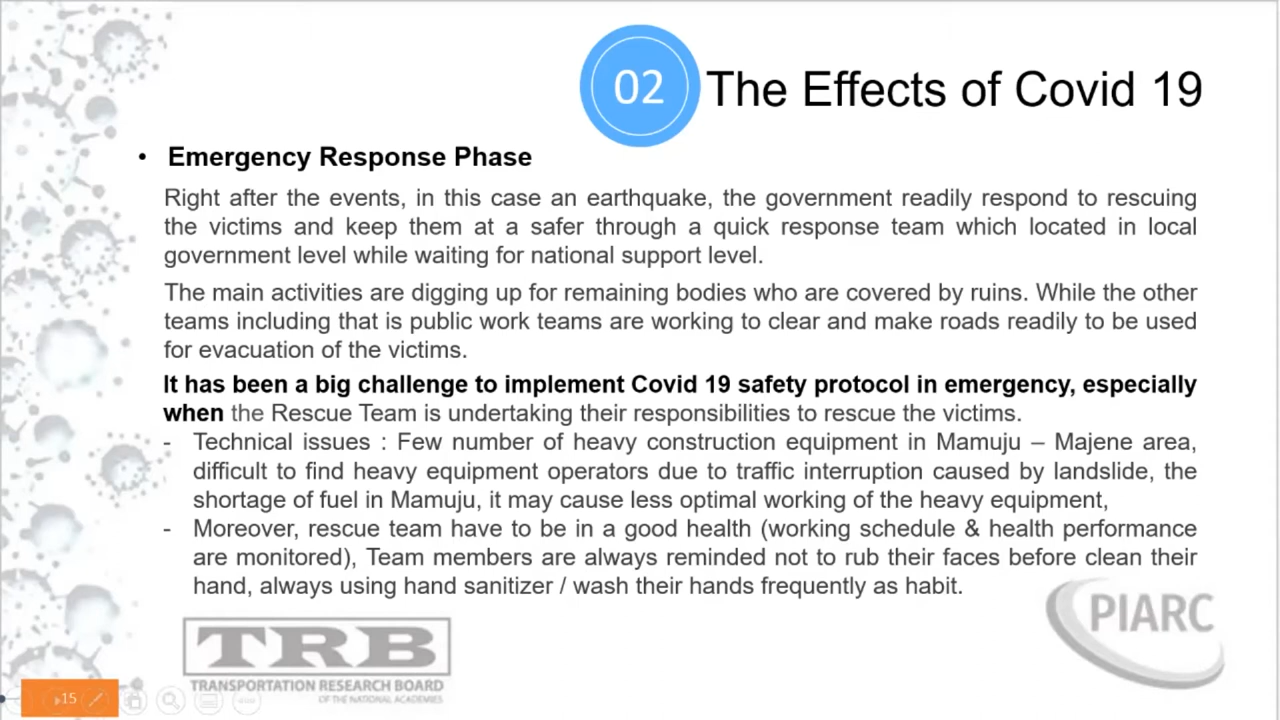 02 The Effects of Covid 19
• Emergency Response Phase
Right after the events, in this case an earthquake, the government readily respond to rescuing
the victims and keep them at a safer through a quick response team which located in local
government level while waiting for national support level.
The main activities are digging up for remaining bodies who are covered by ruins. While the other
teams including that is public work teams are working to clear and make roads readily to be used
for evacuation of the victims.
It has been a big challenge to implement Covid 19 safety protocol in emergency, especially
when the Rescue Team is undertaking their responsibilities to rescue the victims.
- Technical issues : Few number of heavy construction equipment in Mamuju – Majene area,
difficult to find heavy equipment operators due to traffic interruption caused by landslide, the
shortage of fuel in Mamuju, it may cause less optimal working of the heavy equipment,
- Moreover, rescue team have to be in a good health (working schedule & health performance
are monitored), Team members are always reminded not to rub their faces before clean their
hand, always using hand sanitizer / wash their hands frequently as habit.
PIARC
TRB
TRANSPORTATION RESEARCH BOARD
OF THE NATIONAL ACADEMIES
15